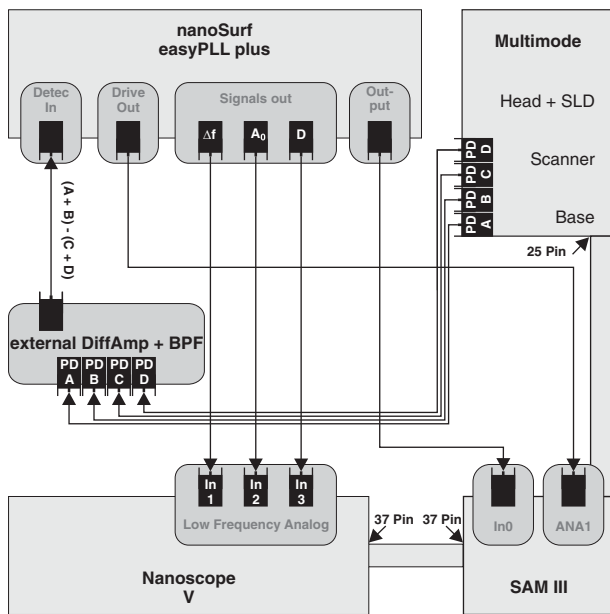 nanoSurf
easyPLL plus
Detec
In
Drive
Out
Signals out
Out-
put
Δf
A₀
D
Multimode
Head + SLD
Scanner
Base
PD D
PD C
PD B
PD A
25 Pin
(A + B) - (C + D)
external DiffAmp + BPF
PD
A
PD
B
PD
C
PD
D
In
1
In
2
In
3
Low Frequency Analog
37 Pin
37 Pin
In0
ANA1
Nanoscope
V
SAM III